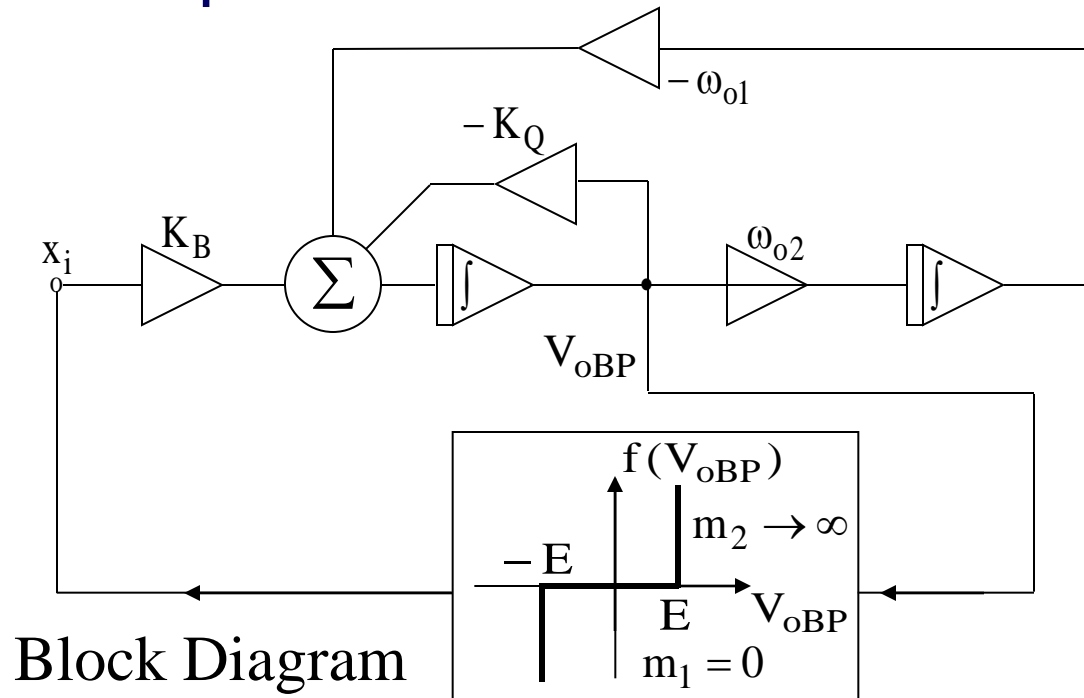 − ω_o1
− K_Q
x_i
K_B
Σ
∫
ω_o2
∫
V_oBP
f (V_oBP)
m_2 → ∞
− E
E
V_oBP
m_1 = 0
Block Diagram